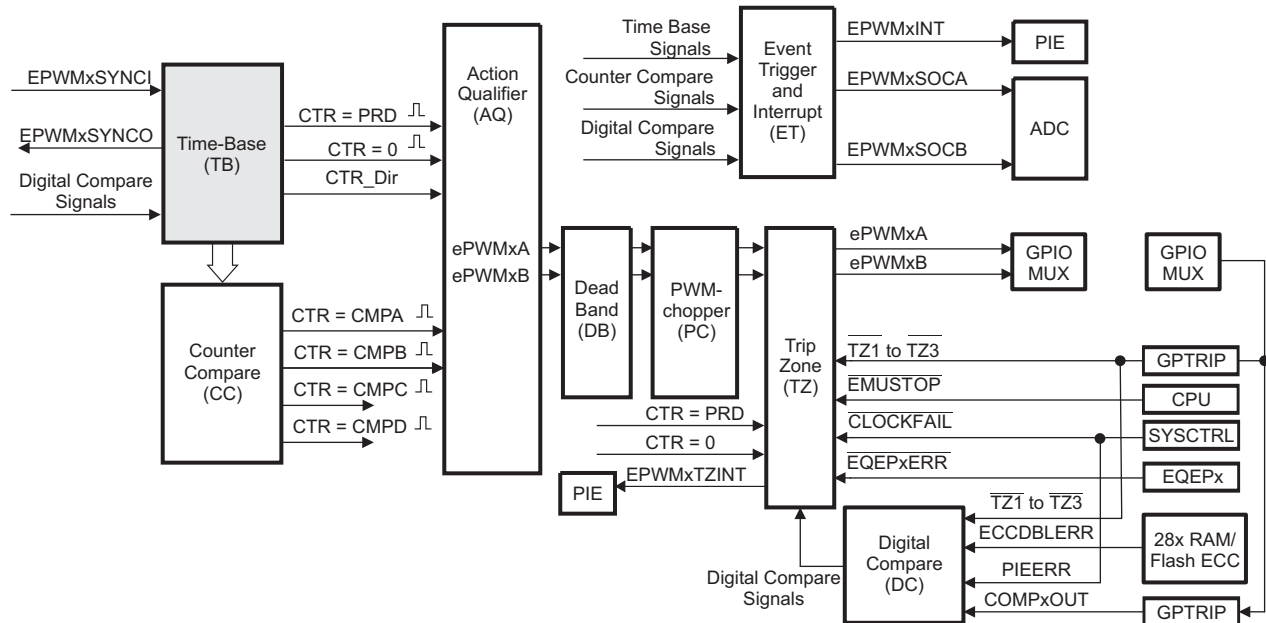 EPWMxSYNCI
EPWMxSYNCO
Digital Compare
Signals
Time-Base
(TB)
CTR = PRD
CTR = 0
CTR_Dir
Counter
Compare
(CC)
CTR = CMPA
CTR = CMPB
CTR = CMPC
CTR = CMPD
Action
Qualifier
(AQ)
ePWMxA
ePWMxB
Time Base
Signals
Counter Compare
Signals
Digital Compare
Signals
Event
Trigger
and
Interrupt
(ET)
EPWMxINT
EPWMxSOCA
EPWMxSOCB
PIE
ADC
Dead
Band
(DB)
PWM-
chopper
(PC)
CTR = PRD
CTR = 0
EPWMxTZINT
PIE
Trip
Zone
(TZ)
ePWMxA
ePWMxB
GPIO
MUX
GPIO
MUX
TZ1 to TZ3
GPTRIP
EMUSTOP
CPU
CLOCKFAIL
SYSCTRL
EQEPxERR
EQEPx
Digital Compare
Signals
Digital
Compare
(DC)
TZ1 to TZ3
ECCDBLERR
28x RAM/
Flash ECC
PIEERR
COMPxOUT
GPTRIP